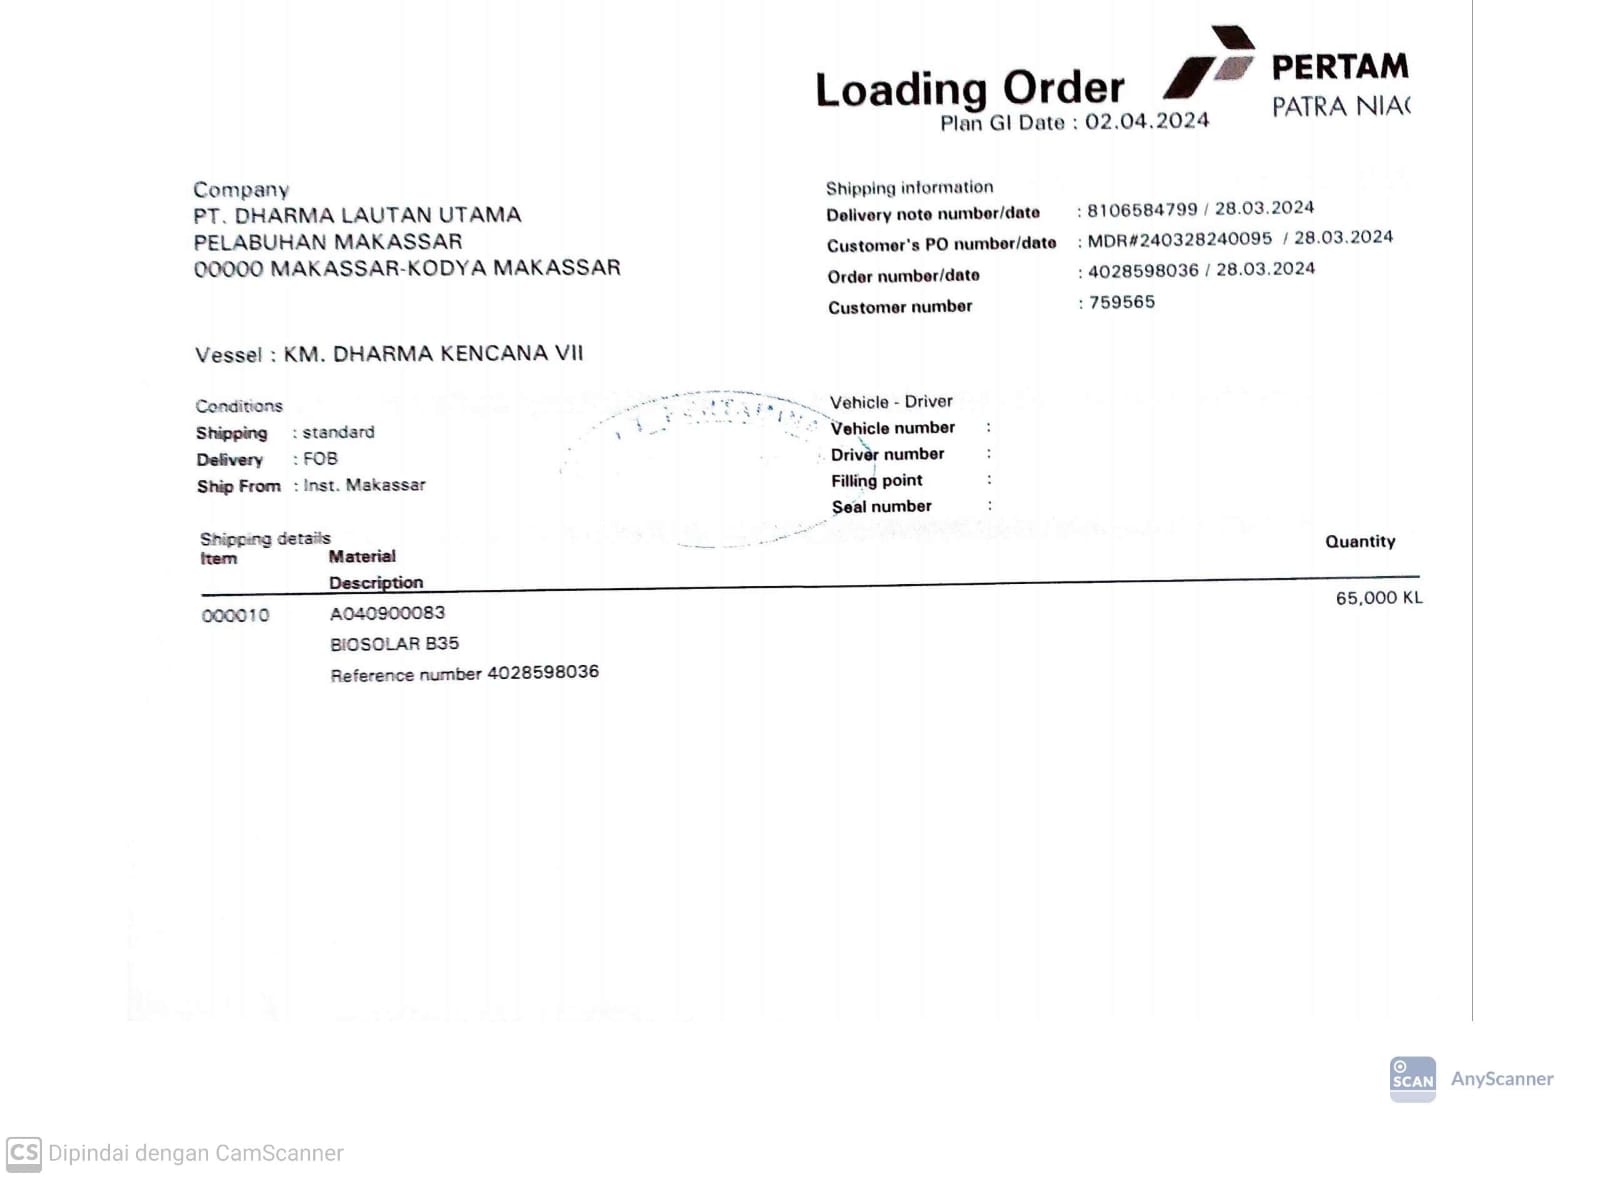 Loading Order
Plan GI Date : 02.04.2024
PERTAM
PATRA NIA
Company
PT. DHARMA LAUTAN UTAMA
PELABUHAN MAKASSAR
00000 MAKASSAR-KODYA MAKASSAR
Shipping information
Delivery note number/date : 8106584799 / 28.03.2024
Customer's PO number/date : MDR#240328240095 / 28.03.2024
Order number/date : 4028598036 / 28.03.2024
Customer number : 759565
Vessel : KM. DHARMA KENCANA VII
Conditions
Shipping : standard
Delivery : FOB
Ship From : Inst. Makassar
PERTAMINA
Vehicle - Driver
Vehicle number :
Driver number :
Filling point :
Seal number :
Shipping details
Item Material Quantity
Description
000010 A040900083 65,000 KL
BIOSOLAR B35
Reference number 4028598036
SCAN AnyScanner
CS Dipindai dengan CamScanner